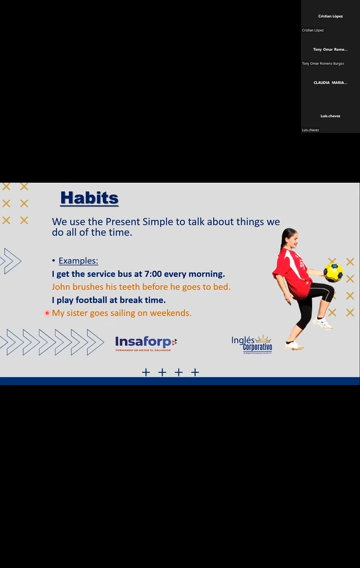 Cristian López
Cristian López
Tony Omar Rome...
Tony Omar Romero Burgos
CLAUDIA MARIA...
Luis.chavez
Luis.chavez
Habits
We use the Present Simple to talk about things we
do all of the time.
• Examples:
I get the service bus at 7:00 every morning.
John brushes his teeth before he goes to bed.
I play football at break time.
My sister goes sailing on weekends.
Insaforp
Inglés
Corporativo